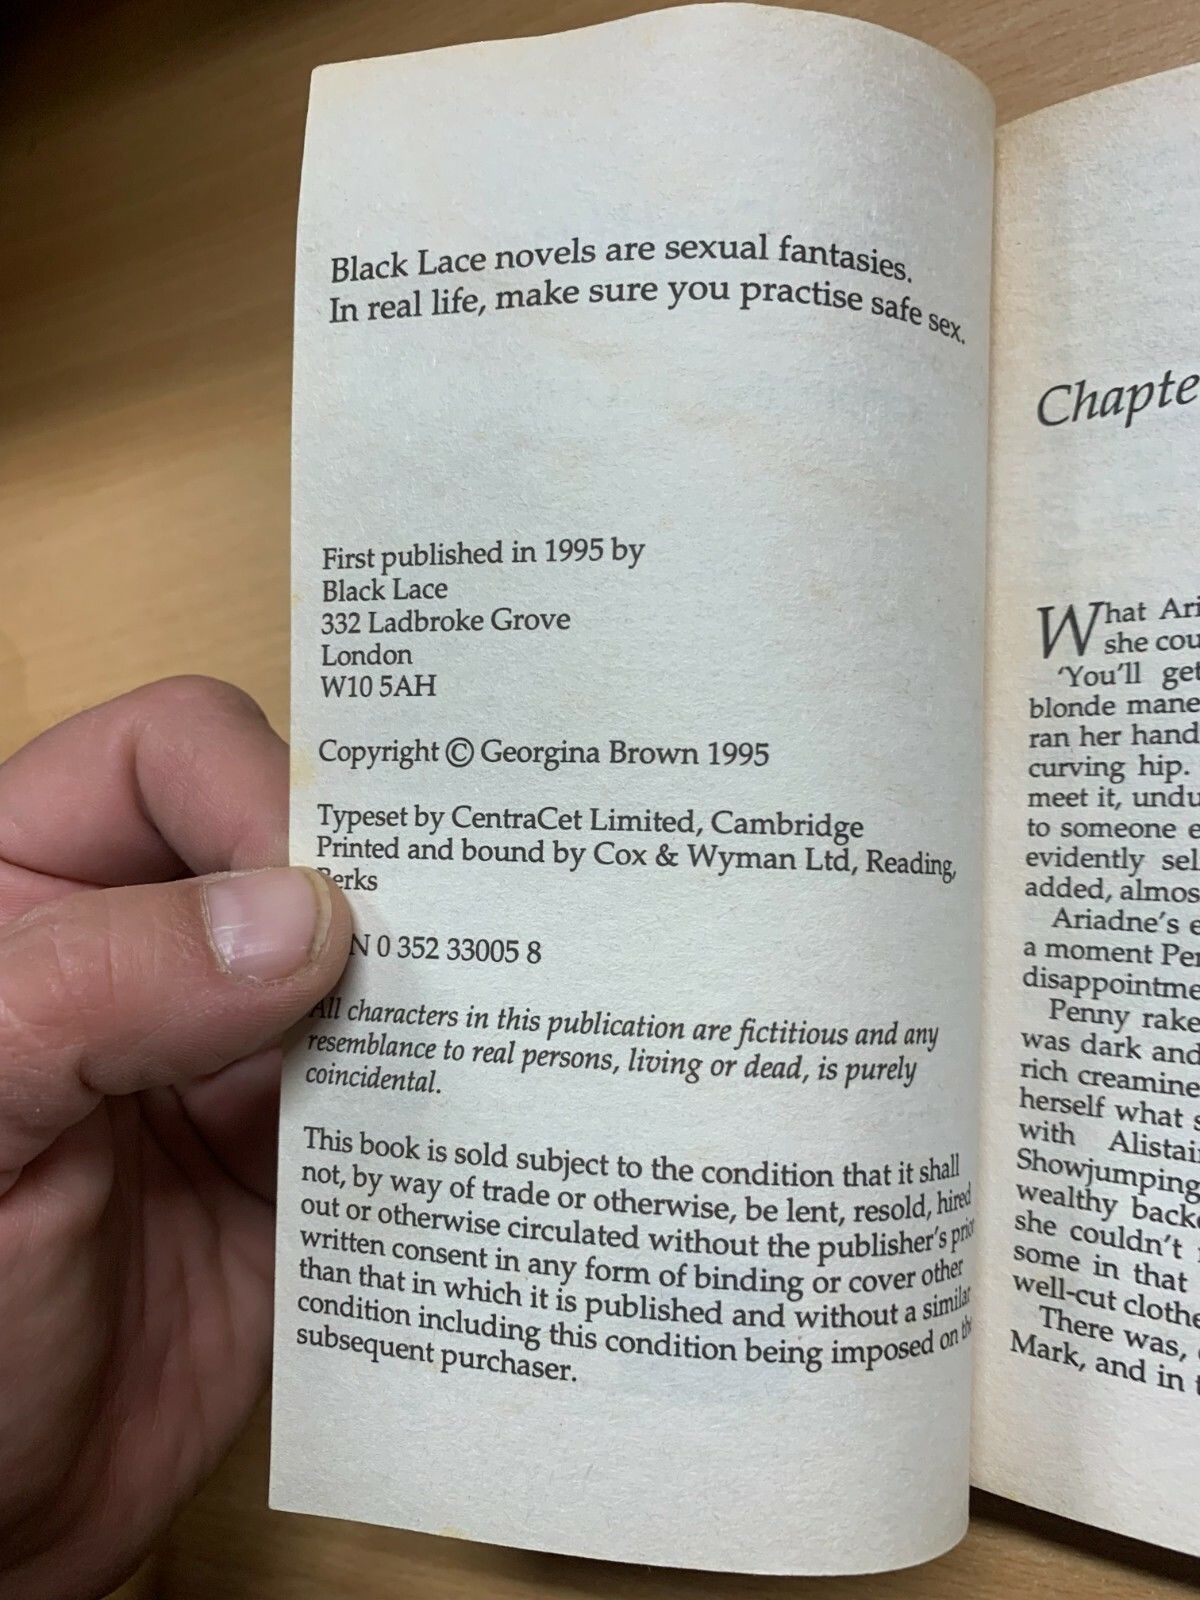 Black Lace novels are sexual fantasies.
In real life, make sure you practise safe sex.
First published in 1995 by
Black Lace
332 Ladbroke Grove
London
W10 5AH
Copyright © Georgina Brown 1995
Typeset by CentraCet Limited, Cambridge
Printed and bound by Cox & Wyman Ltd, Reading,
Berks
N 0 352 33005 8
All characters in this publication are fictitious and any
resemblance to real persons, living or dead, is purely
coincidental.
This book is sold subject to the condition that it shall
not, by way of trade or otherwise, be lent, resold, hired
out or otherwise circulated without the publisher's prior
written consent in any form of binding or cover other
than that in which it is published and without a similar
condition including this condition being imposed on the
subsequent purchaser.
Chapte
What Ari
she cou
'You'll get
blonde mane
ran her hand
curving hip.
meet it, undu
to someone e
evidently sel
added, almos
Ariadne's e
a moment Per
disappointme
Penny rake
was dark and
rich creamine
herself what s
with Alistair
Showjumping
wealthy backe
she couldn't
some in that
well-cut clothe
There was,
Mark, and in t